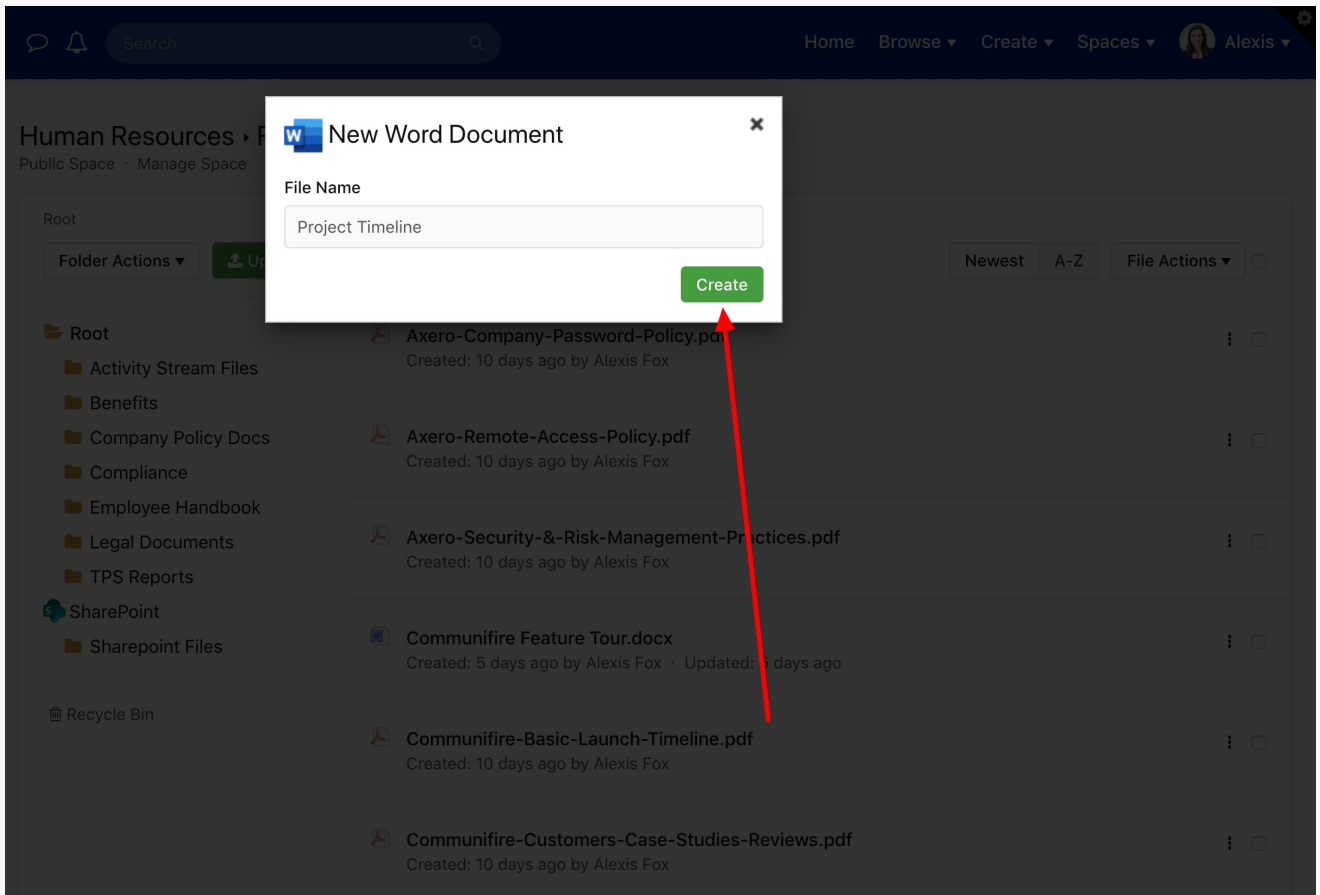 Search
Home Browse ▾ Create ▾ Spaces ▾ Alexis ▾
Human Resources ▸
Public Space · Manage Space
W New Word Document ✖
File Name
Project Timeline
Create
Root
Folder Actions ▾
Newest A-Z File Actions ▾
Root
Activity Stream Files
Benefits
Company Policy Docs
Compliance
Employee Handbook
Legal Documents
TPS Reports
S SharePoint
Sharepoint Files
Recycle Bin
Axero-Company-Password-Policy.pdf
Created: 10 days ago by Alexis Fox
Axero-Remote-Access-Policy.pdf
Created: 10 days ago by Alexis Fox
Axero-Security-&-Risk-Management-Practices.pdf
Created: 10 days ago by Alexis Fox
Communifire Feature Tour.docx
Created: 5 days ago by Alexis Fox · Updated: 5 days ago
Communifire-Basic-Launch-Timeline.pdf
Created: 10 days ago by Alexis Fox
Communifire-Customers-Case-Studies-Reviews.pdf
Created: 10 days ago by Alexis Fox